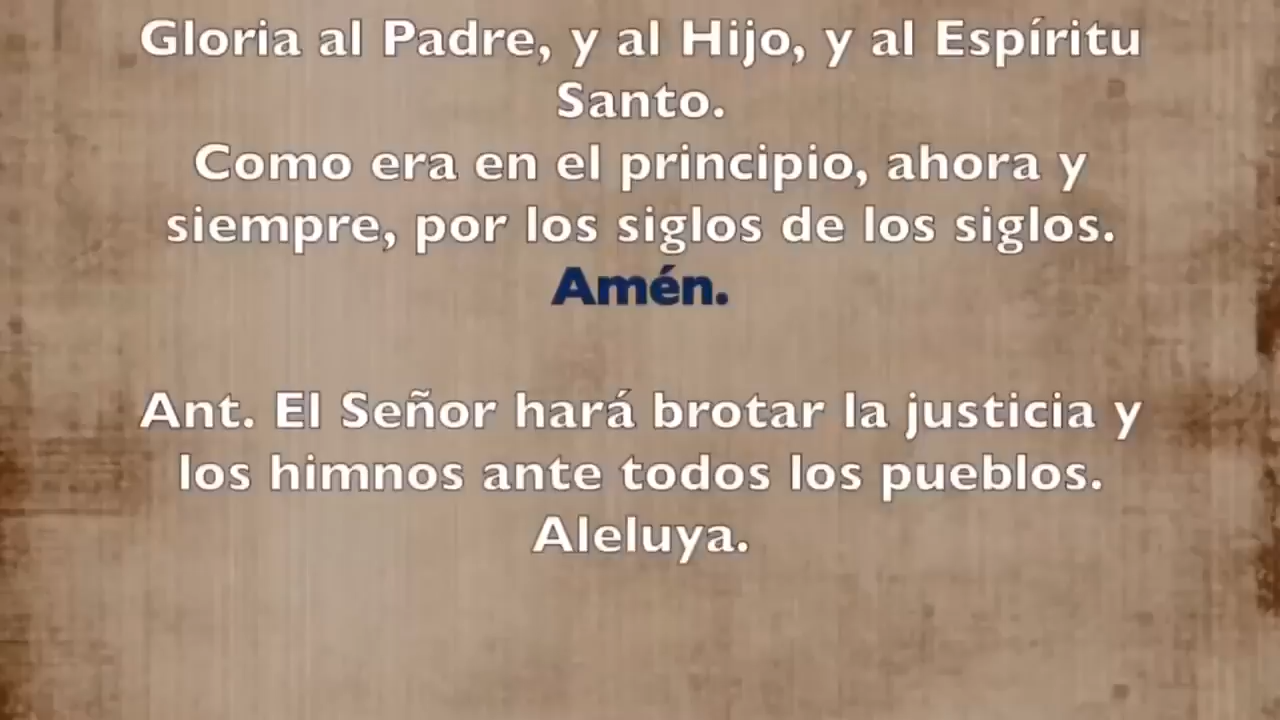 Gloria al Padre, y al Hijo, y al Espíritu
Santo.
Como era en el principio, ahora y
siempre, por los siglos de los siglos.
Amén.
Ant. El Señor hará brotar la justicia y
los himnos ante todos los pueblos.
Aleluya.